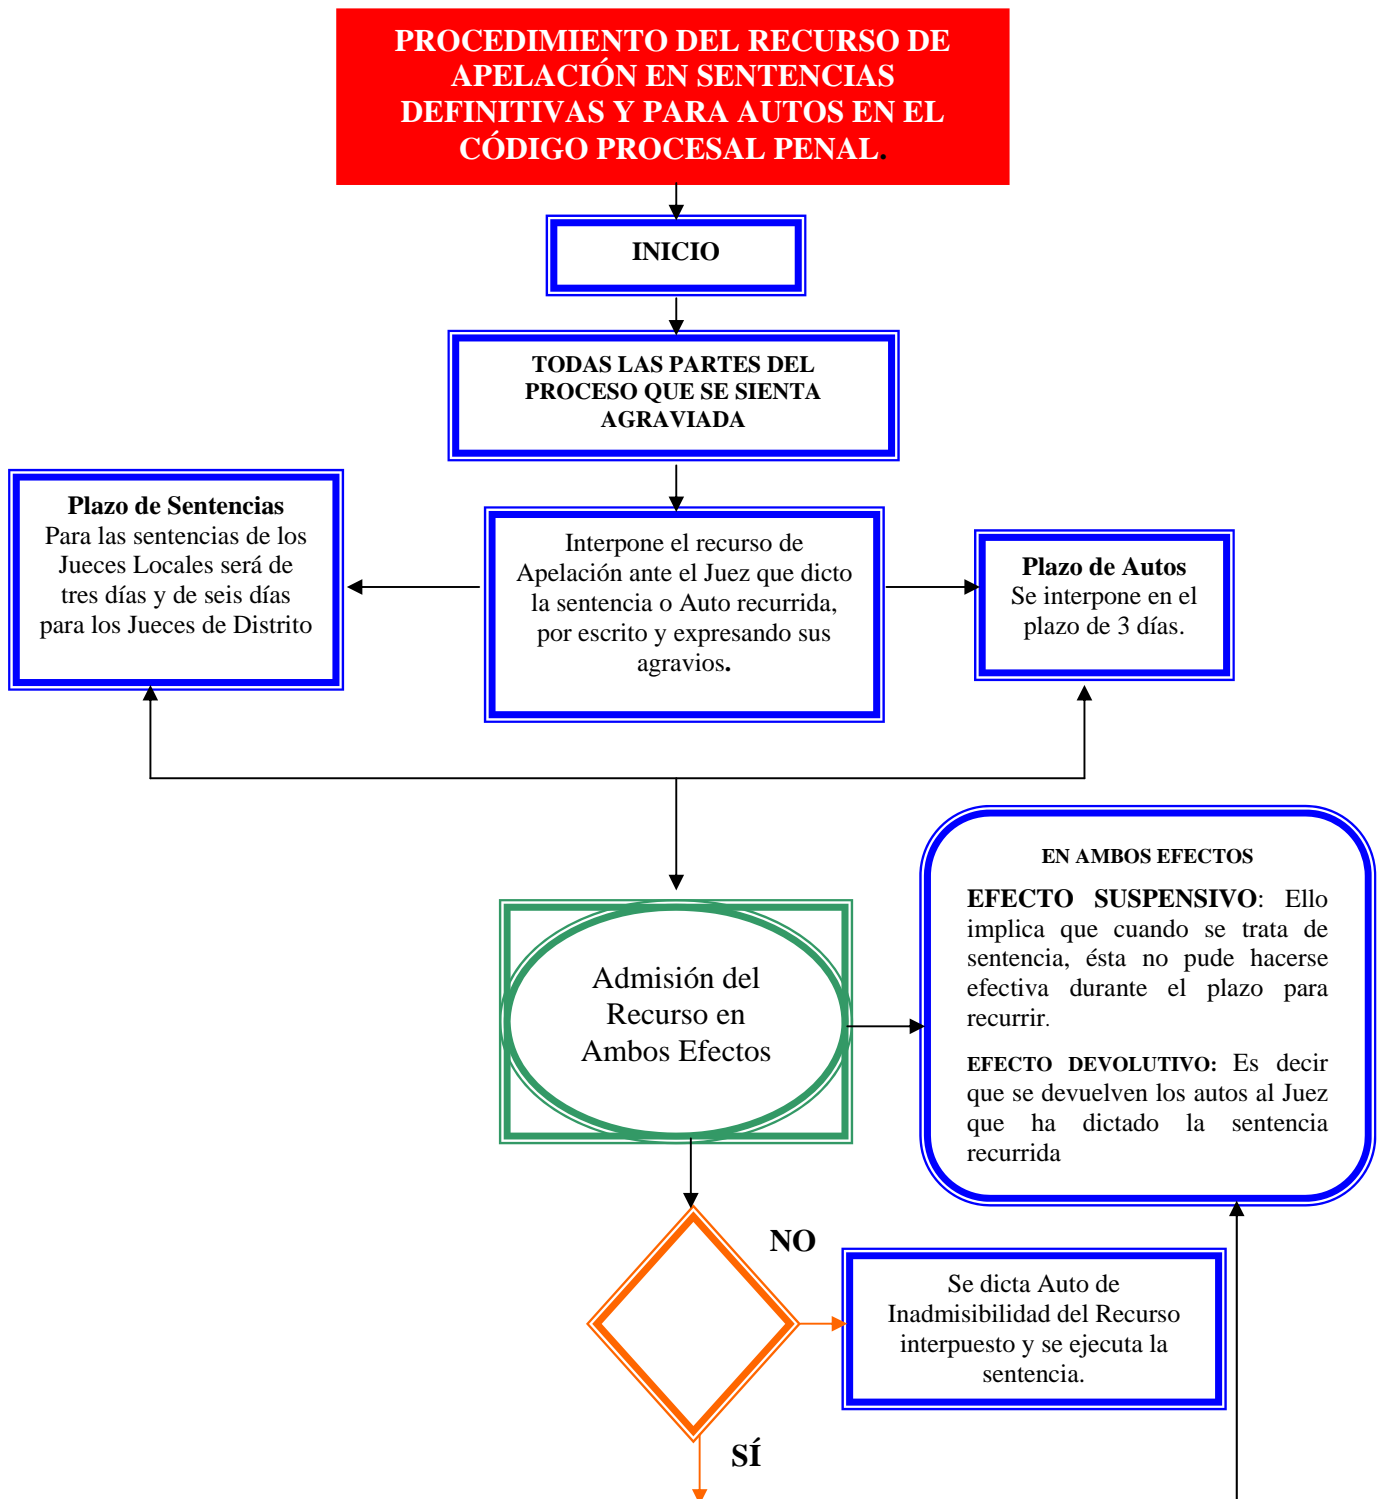 PROCEDIMIENTO DEL RECURSO DE
APELACIÓN EN SENTENCIAS
DEFINITIVAS Y PARA AUTOS EN EL
CÓDIGO PROCESAL PENAL.
INICIO
TODAS LAS PARTES DEL
PROCESO QUE SE SIENTA
AGRAVIADA
Plazo de Sentencias
Para las sentencias de los
Jueces Locales será de
tres días y de seis días
para los Jueces de Distrito
Interpone el recurso de
Apelación ante el Juez que dicto
la sentencia o Auto recurrida,
por escrito y expresando sus
agravios.
Plazo de Autos
Se interpone en el
plazo de 3 días.
Admisión del
Recurso en
Ambos Efectos
EN AMBOS EFECTOS
EFECTO SUSPENSIVO: Ello
implica que cuando se trata de
sentencia, ésta no pude hacerse
efectiva durante el plazo para
recurrir.
EFECTO DEVOLUTIVO: Es decir
que se devuelven los autos al Juez
que ha dictado la sentencia
recurrida
NO
Se dicta Auto de
Inadmisibilidad del Recurso
interpuesto y se ejecuta la
sentencia.
SÍ